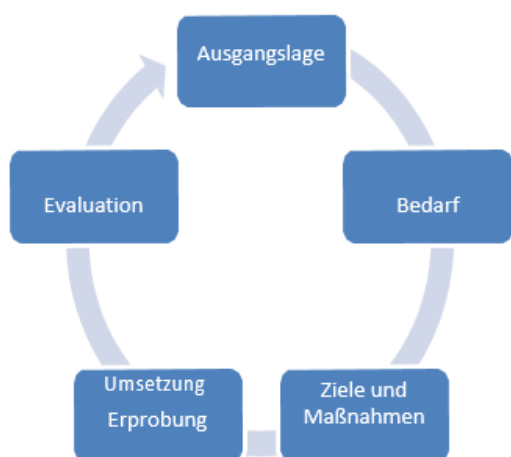 Ausgangslage
Bedarf
Ziele und
Maßnahmen
Umsetzung
Erprobung
Evaluation